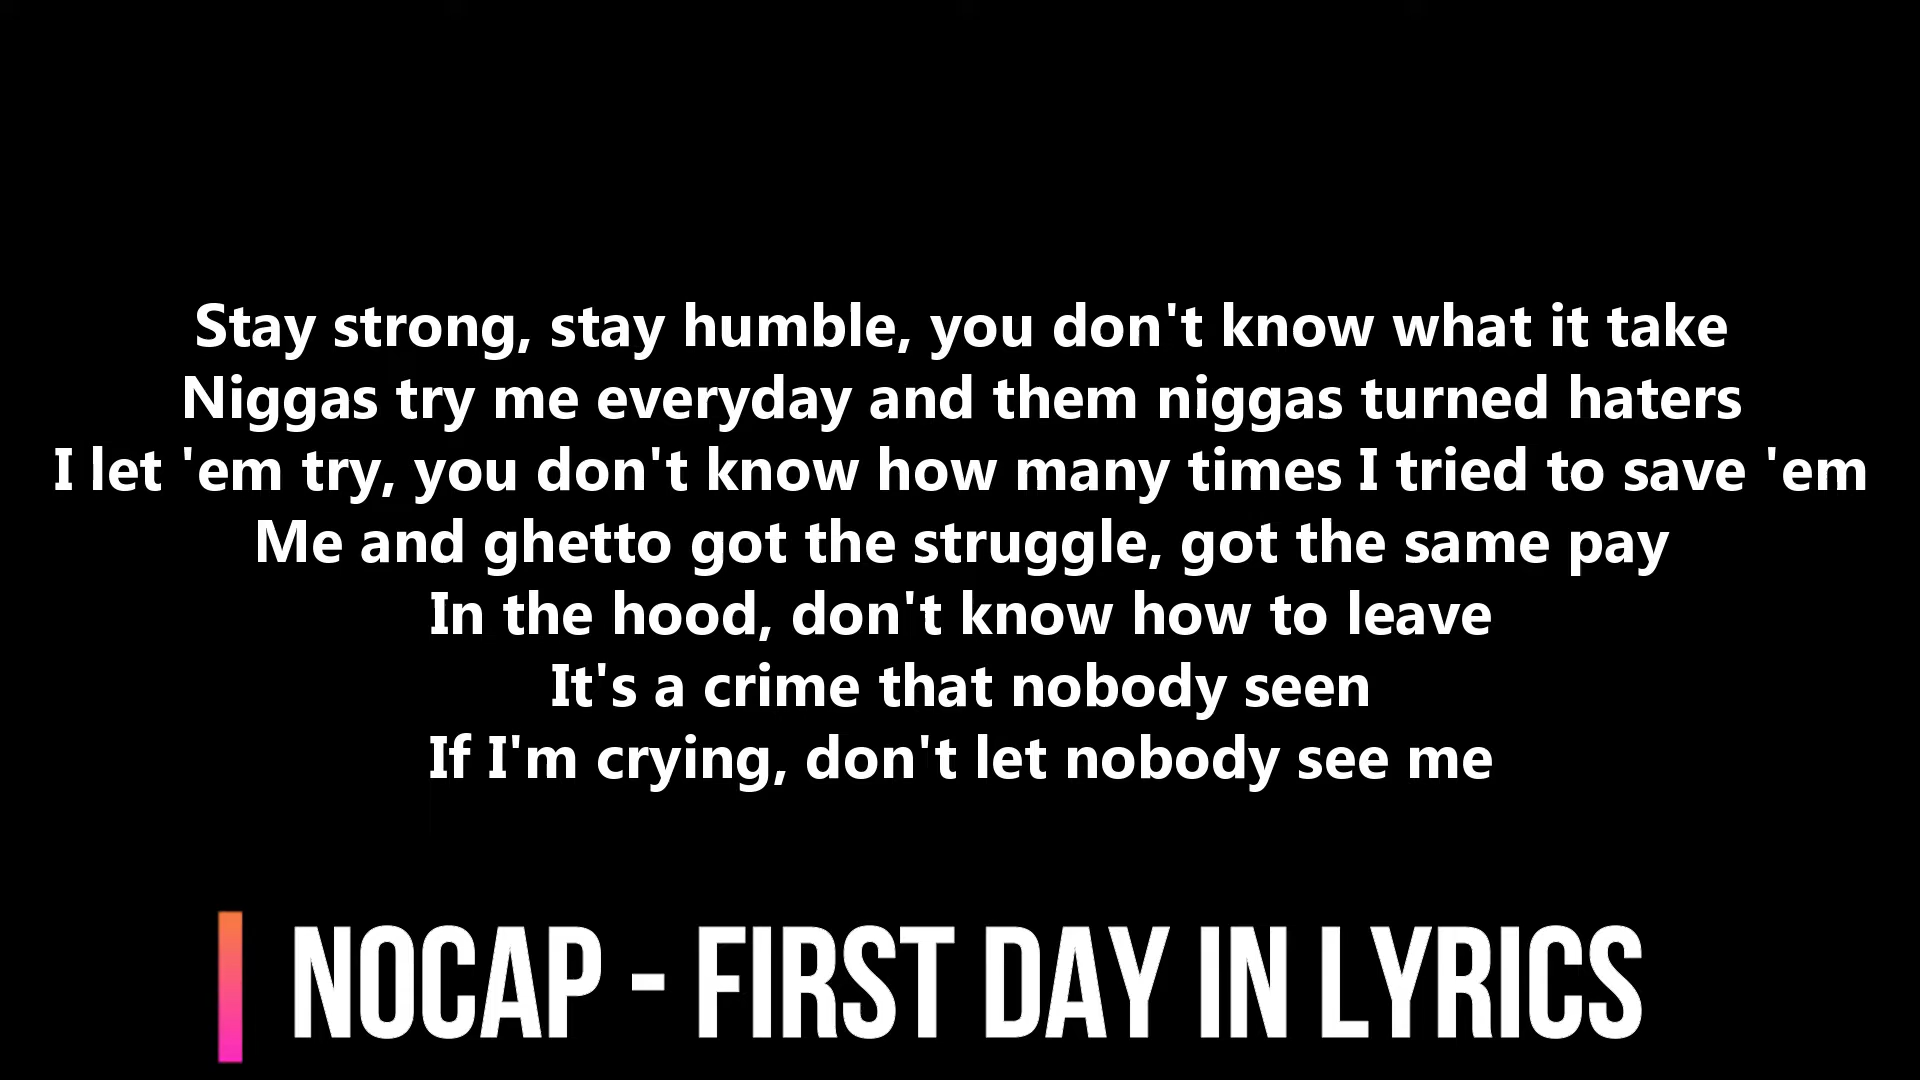 Stay strong, stay humble, you don't know what it take
Niggas try me everyday and them niggas turned haters
I let 'em try, you don't know how many times I tried to save 'em
Me and ghetto got the struggle, got the same pay
In the hood, don't know how to leave
It's a crime that nobody seen
If I'm crying, don't let nobody see me
NOCAP - FIRST DAY IN LYRICS